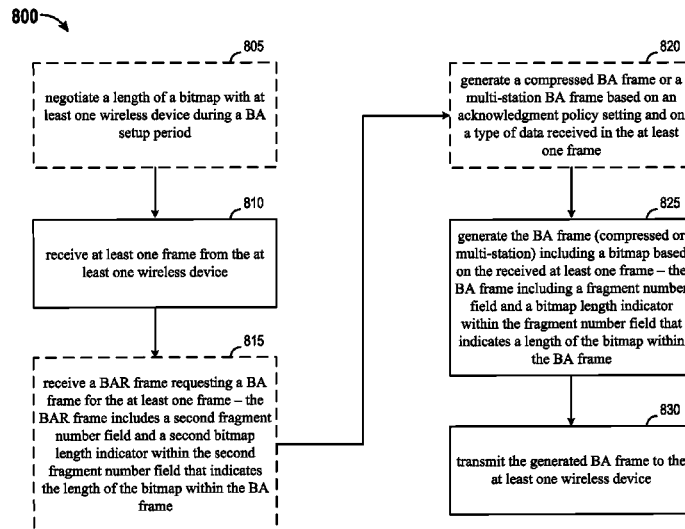 800
805
negotiate a length of a bitmap with at
least one wireless device during a BA
setup period
810
receive at least one frame from the at
least one wireless device
815
receive a BAR frame requesting a BA
frame for the at least one frame – the
BAR frame includes a second fragment
number field and a second bitmap
length indicator within the second
fragment number field that indicates
the length of the bitmap within the BA
frame
820
generate a compressed BA frame or a
multi-station BA frame based on an
acknowledgment policy setting and on
a type of data received in the at least
one frame
825
generate the BA frame (compressed or
multi-station) including a bitmap based
on the received at least one frame – the
BA frame including a fragment number
field and a bitmap length indicator
within the fragment number field that
indicates a length of the bitmap within
the BA frame
830
transmit the generated BA frame to the
at least one wireless device